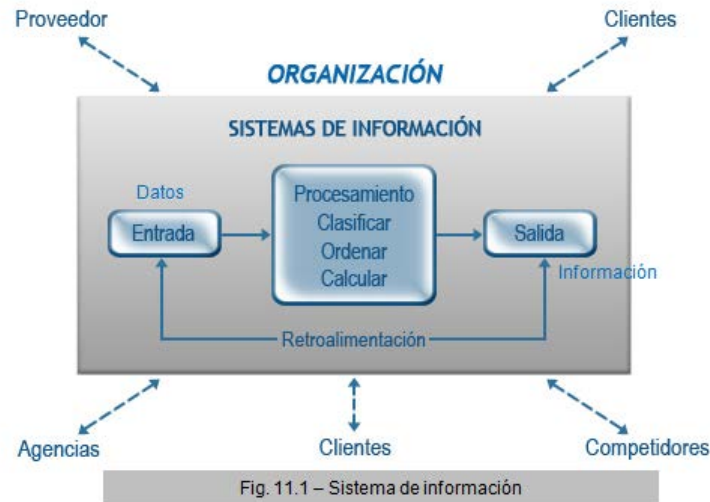 Proveedor
Clientes
ORGANIZACIÓN
SISTEMAS DE INFORMACIÓN
Datos
Entrada
Procesamiento
Clasificar
Ordenar
Calcular
Salida
Información
Retroalimentación
Agencias
Clientes
Competidores
Fig. 11.1 – Sistema de información